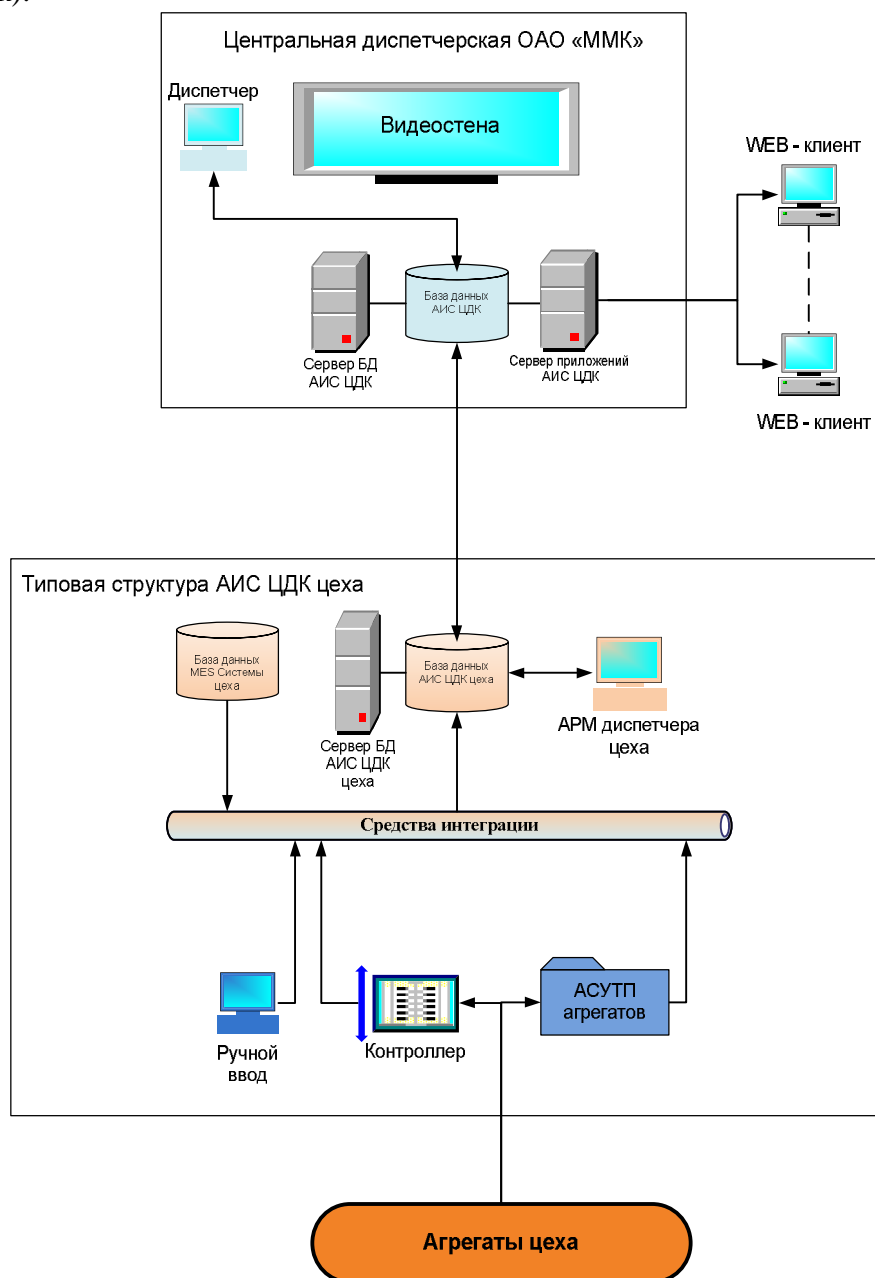 Центральная диспетчерская ОАО «ММК»
Диспетчер
Видеостена
WEB - клиент
База данных
АИС ЦДК
Сервер БД
АИС ЦДК
Сервер приложений
АИС ЦДК
WEB - клиент
Типовая структура АИС ЦДК цеха
База данных
MES Системы
цеха
База данных
АИС ЦДК цеха
Сервер БД
АИС ЦДК
цеха
АРМ диспетчера
цеха
Средства интеграции
АСУТП
агрегатов
Ручной
ввод
Контроллер
Агрегаты цеха